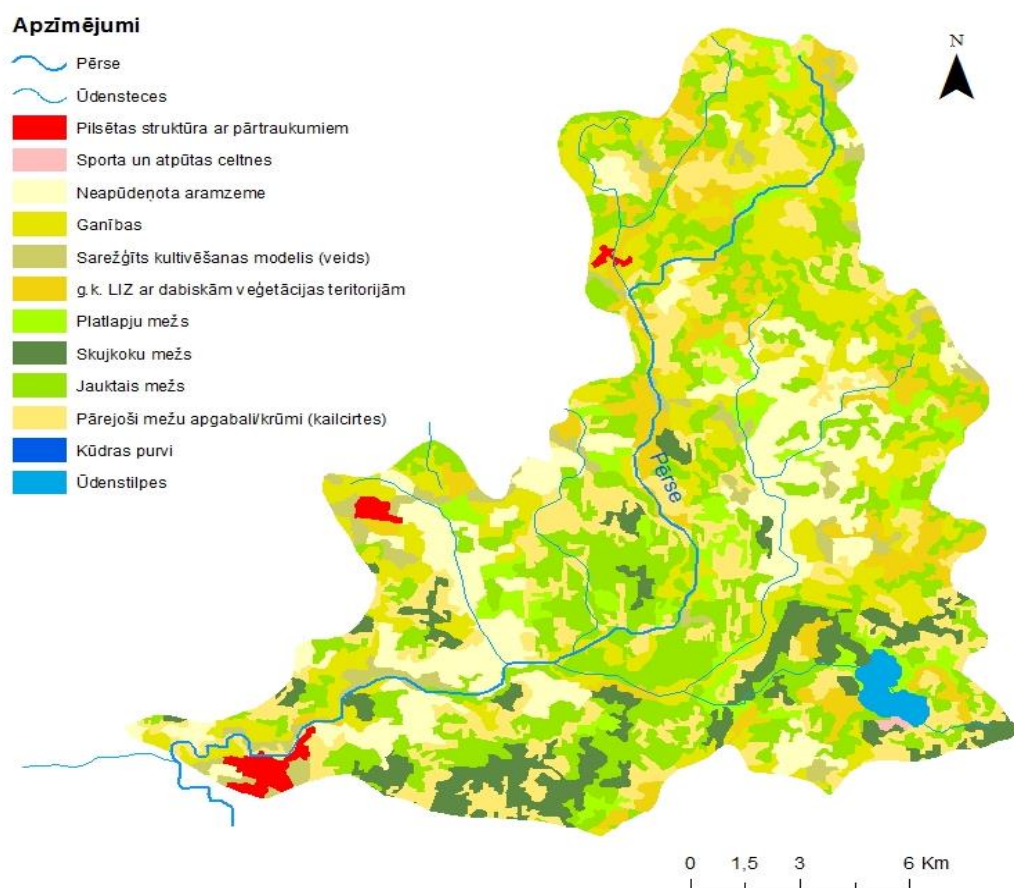 Apzīmējumi
Pērse
Ūdensteces
Pilsētas struktūra ar pārtraukumiem
Sporta un atpūtas celtnes
Neapūdeņota aramzeme
Ganības
Sarežģīts kultivēšanas modelis (veids)
g.k. LIZ ar dabiskām veģetācijas teritorijām
Platlapju mežs
Skujkoku mežs
Jauktais mežs
Pārejoši mežu apgabali/krūmi (kailcirtes)
Kūdras purvi
Ūdenstilpes
N
Pērse
0 1,5 3 6 Km